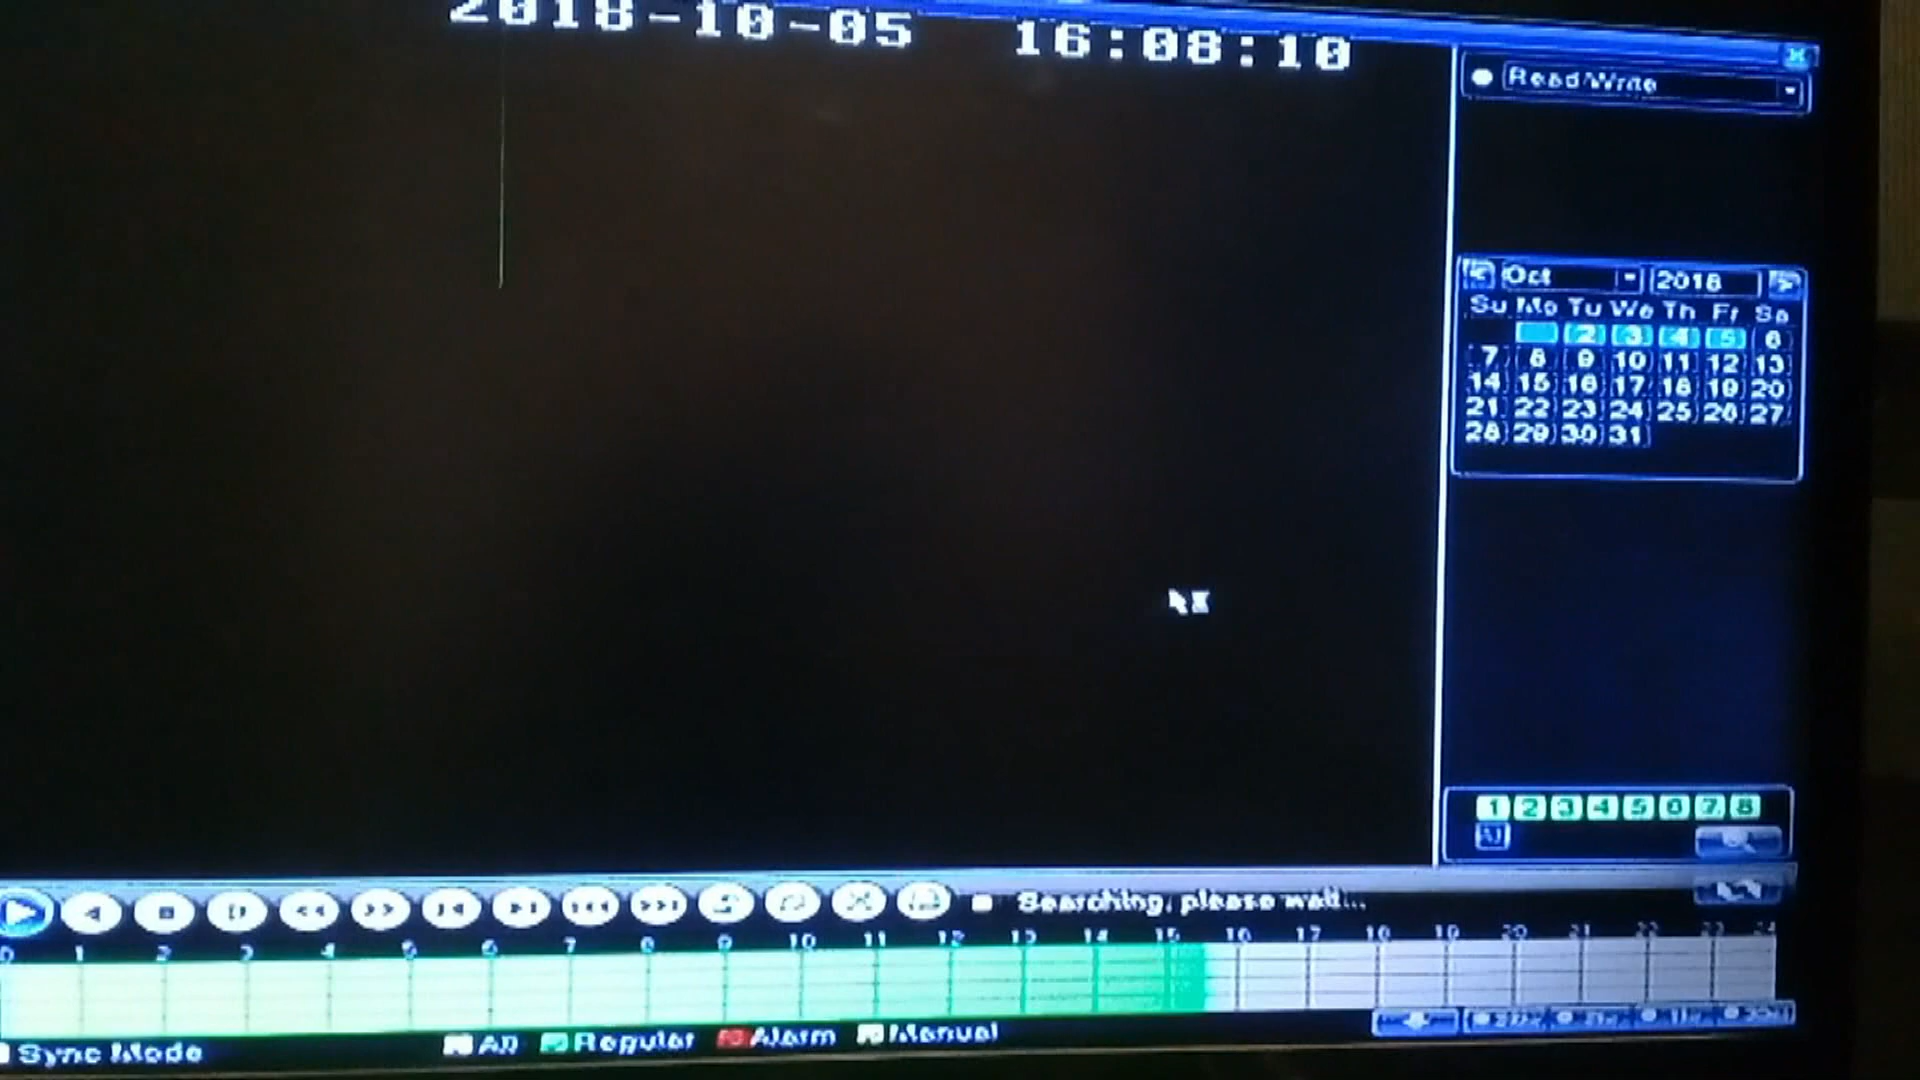 2018-10-05 16:08:10
Read/Write
Oct 2018
Su Mo Tu We Th Fr Sa
2 3 4 5 6
7 8 9 10 11 12 13
14 15 16 17 18 19 20
21 22 23 24 25 26 27
28 29 30 31
1 2 3 4 5 6 7 8
All
Searching, please wait...
0 1 2 3 4 5 6 7 8 9 10 11 12 13 14 15 16 17 18 19 20 21 22 23 24
All Regular Alarm Manual
Sync Mode